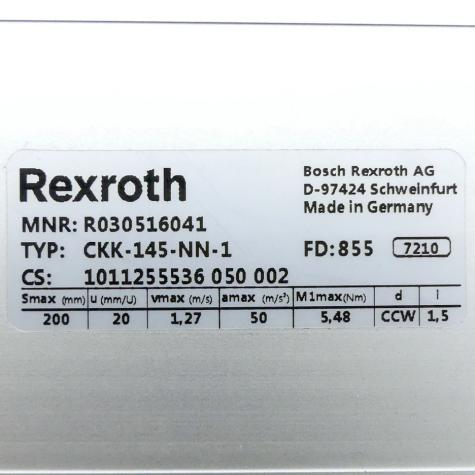 Rexroth
Bosch Rexroth AG
D-97424 Schweinfurt
Made in Germany
MNR: R030516041
TYP: CKK-145-NN-1 FD:855 7210
CS: 1011255536 050 002
Smax (mm) u (mm/U) vmax (m/s) amax (m/s²) M1max(Nm) d i
200 20 1,27 50 5,48 CCW 1,5